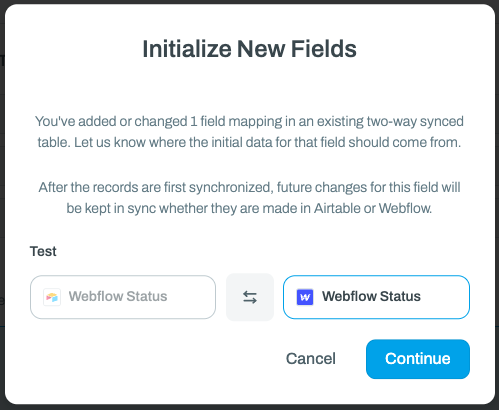 Initialize New Fields
You've added or changed 1 field mapping in an existing two-way synced
table. Let us know where the initial data for that field should come from.
After the records are first synchronized, future changes for this field will
be kept in sync whether they are made in Airtable or Webflow.
Test
Webflow Status
Webflow Status
Cancel
Continue